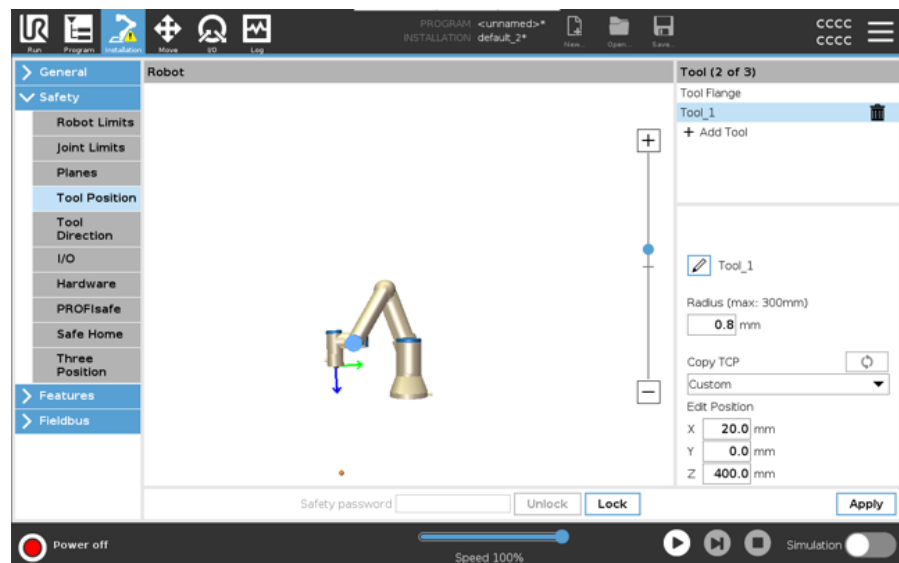 PROGRAM <unnamed>*
INSTALLATION default_2*
UR
Run
Program
Installation
Move
I/O
Log
New...
Open...
Save...
CCCC
CCCC
General
Safety
Robot Limits
Joint Limits
Planes
Tool Position
Tool
Direction
I/O
Hardware
PROFIsafe
Safe Home
Three
Position
Features
Fieldbus
Robot
Safety password
Unlock
Lock
Tool (2 of 3)
Tool Flange
Tool_1
+ Add Tool
Tool_1
Radius (max: 300mm)
0.8 mm
Copy TCP
Custom
Edit Position
X 20.0 mm
Y 0.0 mm
Z 400.0 mm
Apply
Power off
Speed 100%
Simulation